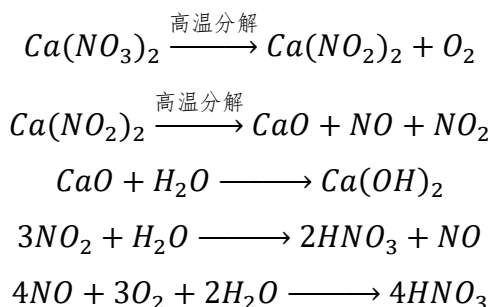 Ca(NO₃)₂ —高温分解→ Ca(NO₂)₂ + O₂
Ca(NO₂)₂ —高温分解→ CaO + NO + NO₂
CaO + H₂O ⟶ Ca(OH)₂
3NO₂ + H₂O ⟶ 2HNO₃ + NO
4NO + 3O₂ + 2H₂O ⟶ 4HNO₃